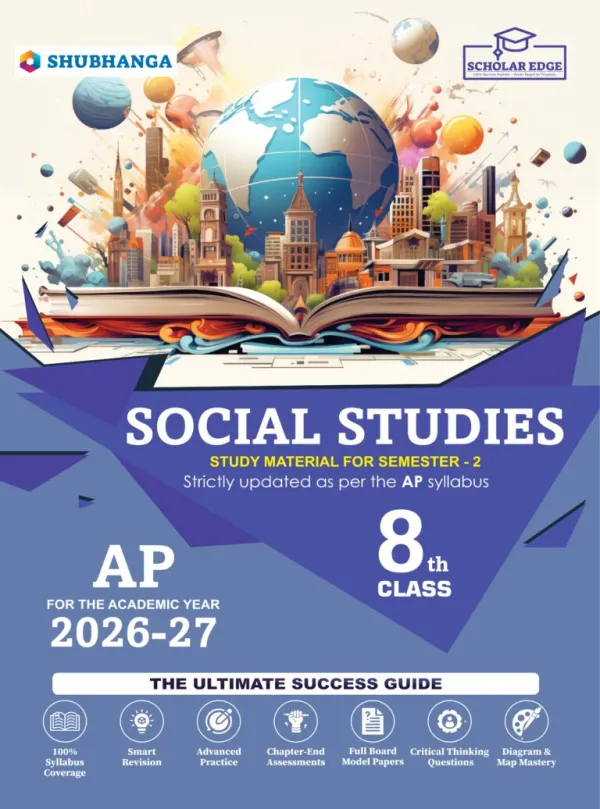 SHUBHANGA
SCHOLAR EDGE
SOCIAL STUDIES
STUDY MATERIAL FOR SEMESTER - 2
Strictly updated as per the AP syllabus
8th
CLASS
AP
FOR THE ACADEMIC YEAR
2026-27
THE ULTIMATE SUCCESS GUIDE
100%
Syllabus
Coverage
Smart
Revision
Advanced
Practice
Chapter-End
Assessments
Full Board
Model Papers
Critical Thinking
Questions
Diagram &
Map Mastery